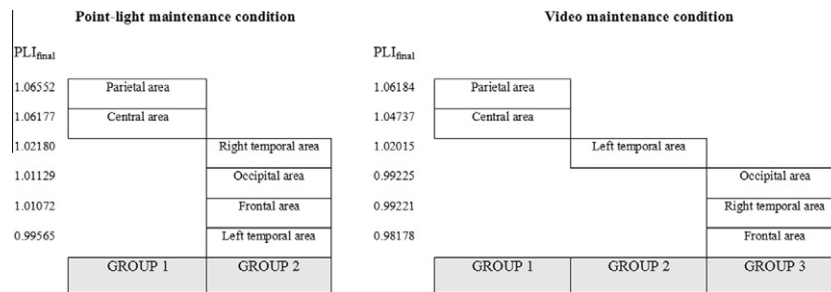 Point-light maintenance condition
PLIfinal
1.06552 Parietal area
1.06177 Central area
1.02180 Right temporal area
1.01129 Occipital area
1.01072 Frontal area
0.99565 Left temporal area
GROUP 1 GROUP 2
Video maintenance condition
PLIfinal
1.06184 Parietal area
1.04737 Central area
1.02015 Left temporal area
0.99225 Occipital area
0.99221 Right temporal area
0.98178 Frontal area
GROUP 1 GROUP 2 GROUP 3